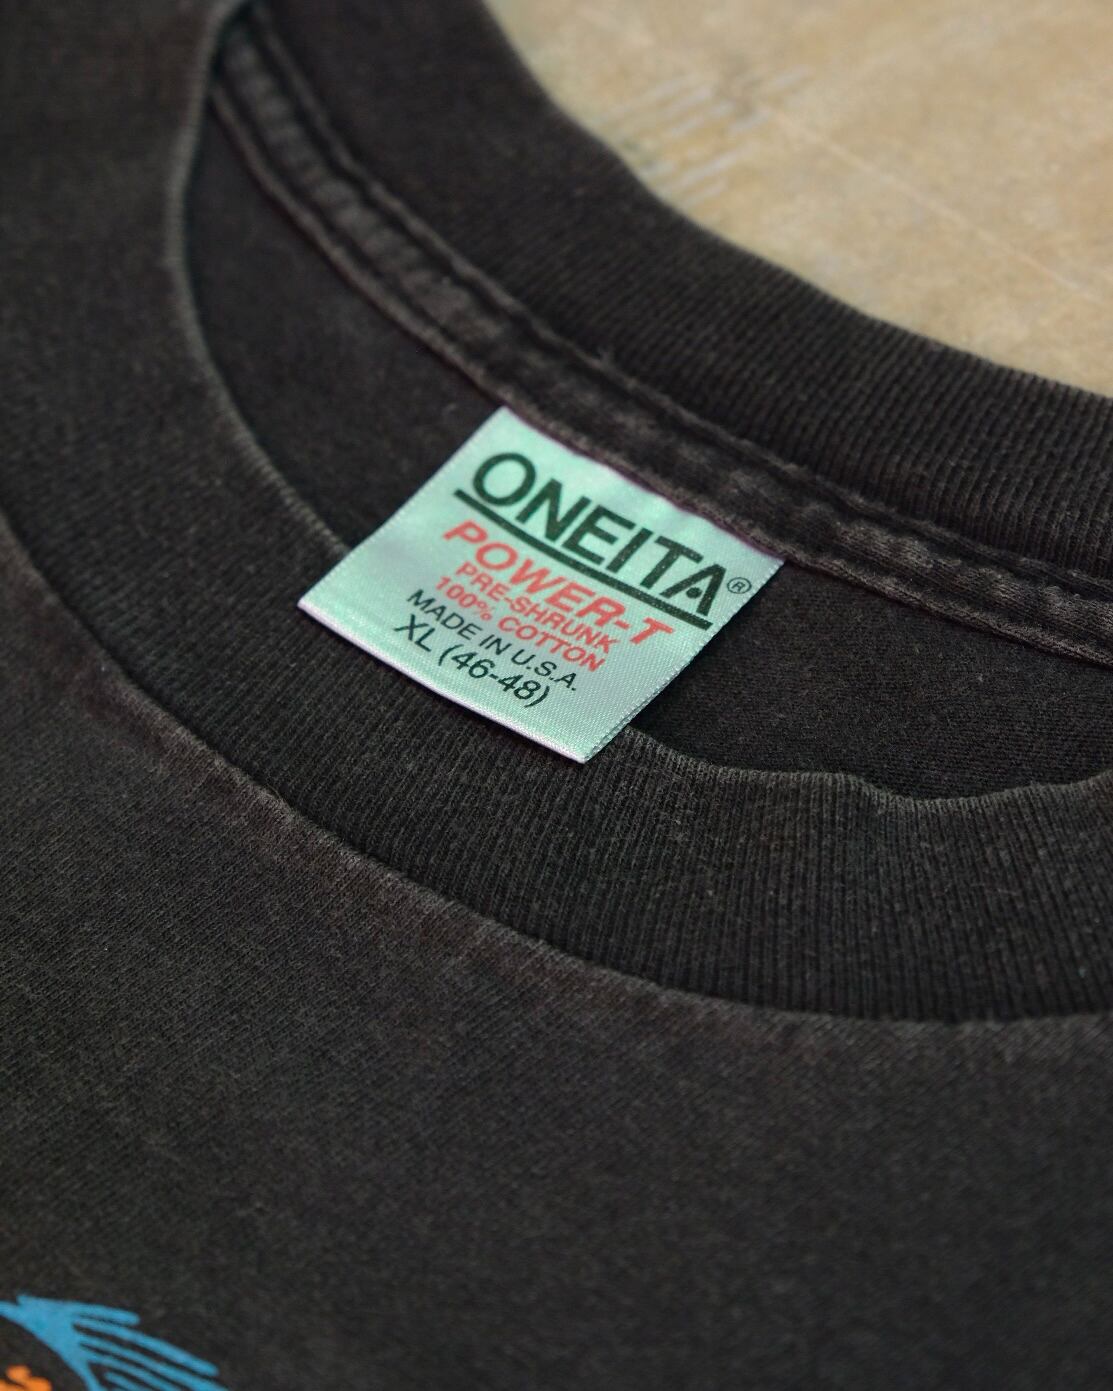 ONEITA®
POWER-T
PRE-SHRUNK
100% COTTON
MADE IN U.S.A.
XL (46-48)